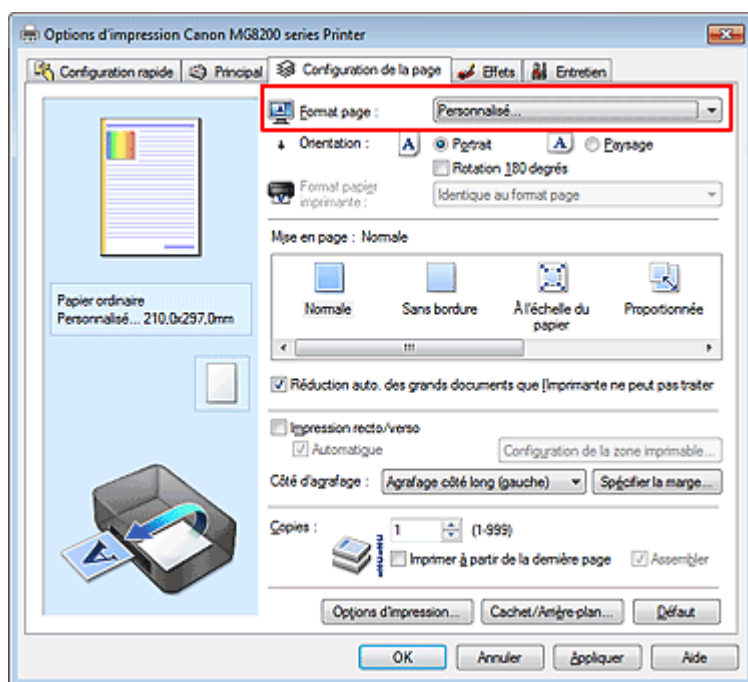 Options d'impression Canon MG8200 series Printer
Configuration rapide Principal Configuration de la page Effets Entretien
Format page : Personnalisé...
Orientation : A Portrait A Paysage
Rotation 180 degrés
Format papier imprimante : Identique au format page
Mise en page : Normale
Normale Sans bordure À l'échelle du papier Proportionnée
Papier ordinaire
Personnalisé... 210,0x297,0mm
Réduction auto. des grands documents que l'imprimante ne peut pas traiter
Impression recto/verso
Automatique Configuration de la zone imprimable...
Côté d'agrafage : Agrafage côté long (gauche) Spécifier la marge...
Copies : 1 (1-999)
Imprimer à partir de la dernière page Assembler
Options d'impression... Cachet/Arrière-plan... Défaut
OK Annuler Appliquer Aide